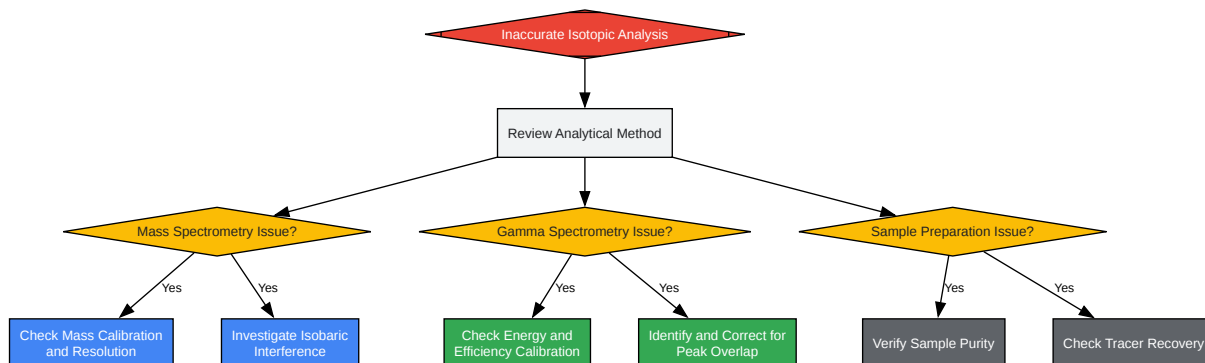 Inaccurate Isotopic Analysis
Review Analytical Method
Mass Spectrometry Issue?
Gamma Spectrometry Issue?
Sample Preparation Issue?
Yes
Yes
Yes
Yes
Yes
Yes
Check Mass Calibration
and Resolution
Investigate Isobaric
Interference
Check Energy and
Efficiency Calibration
Identify and Correct for
Peak Overlap
Verify Sample Purity
Check Tracer Recovery